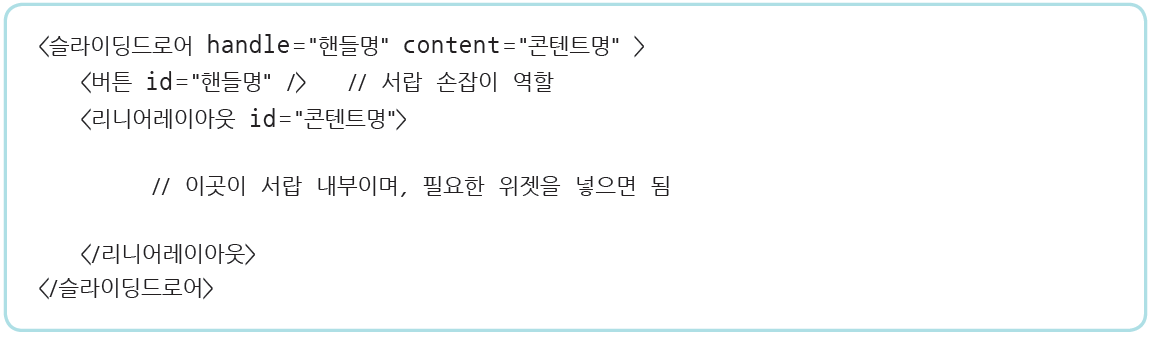 <슬라이딩드로어 handle="핸들명" content="콘텐트명" >
<버튼 id="핸들명" /> // 서랍 손잡이 역할
<리니어레이아웃 id="콘텐트명">
// 이곳이 서랍 내부이며, 필요한 위젯을 넣으면 됨
</리니어레이아웃>
</슬라이딩드로어>